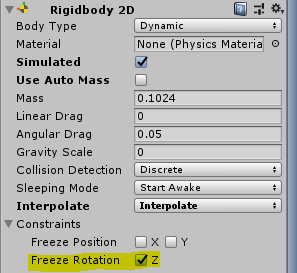 Rigidbody 2D
Body Type Dynamic
Material None (Physics Materia
Simulated
Use Auto Mass
Mass 0.1024
Linear Drag 0
Angular Drag 0.05
Gravity Scale 0
Collision Detection Discrete
Sleeping Mode Start Awake
Interpolate Interpolate
Constraints
Freeze Position X Y
Freeze Rotation Z